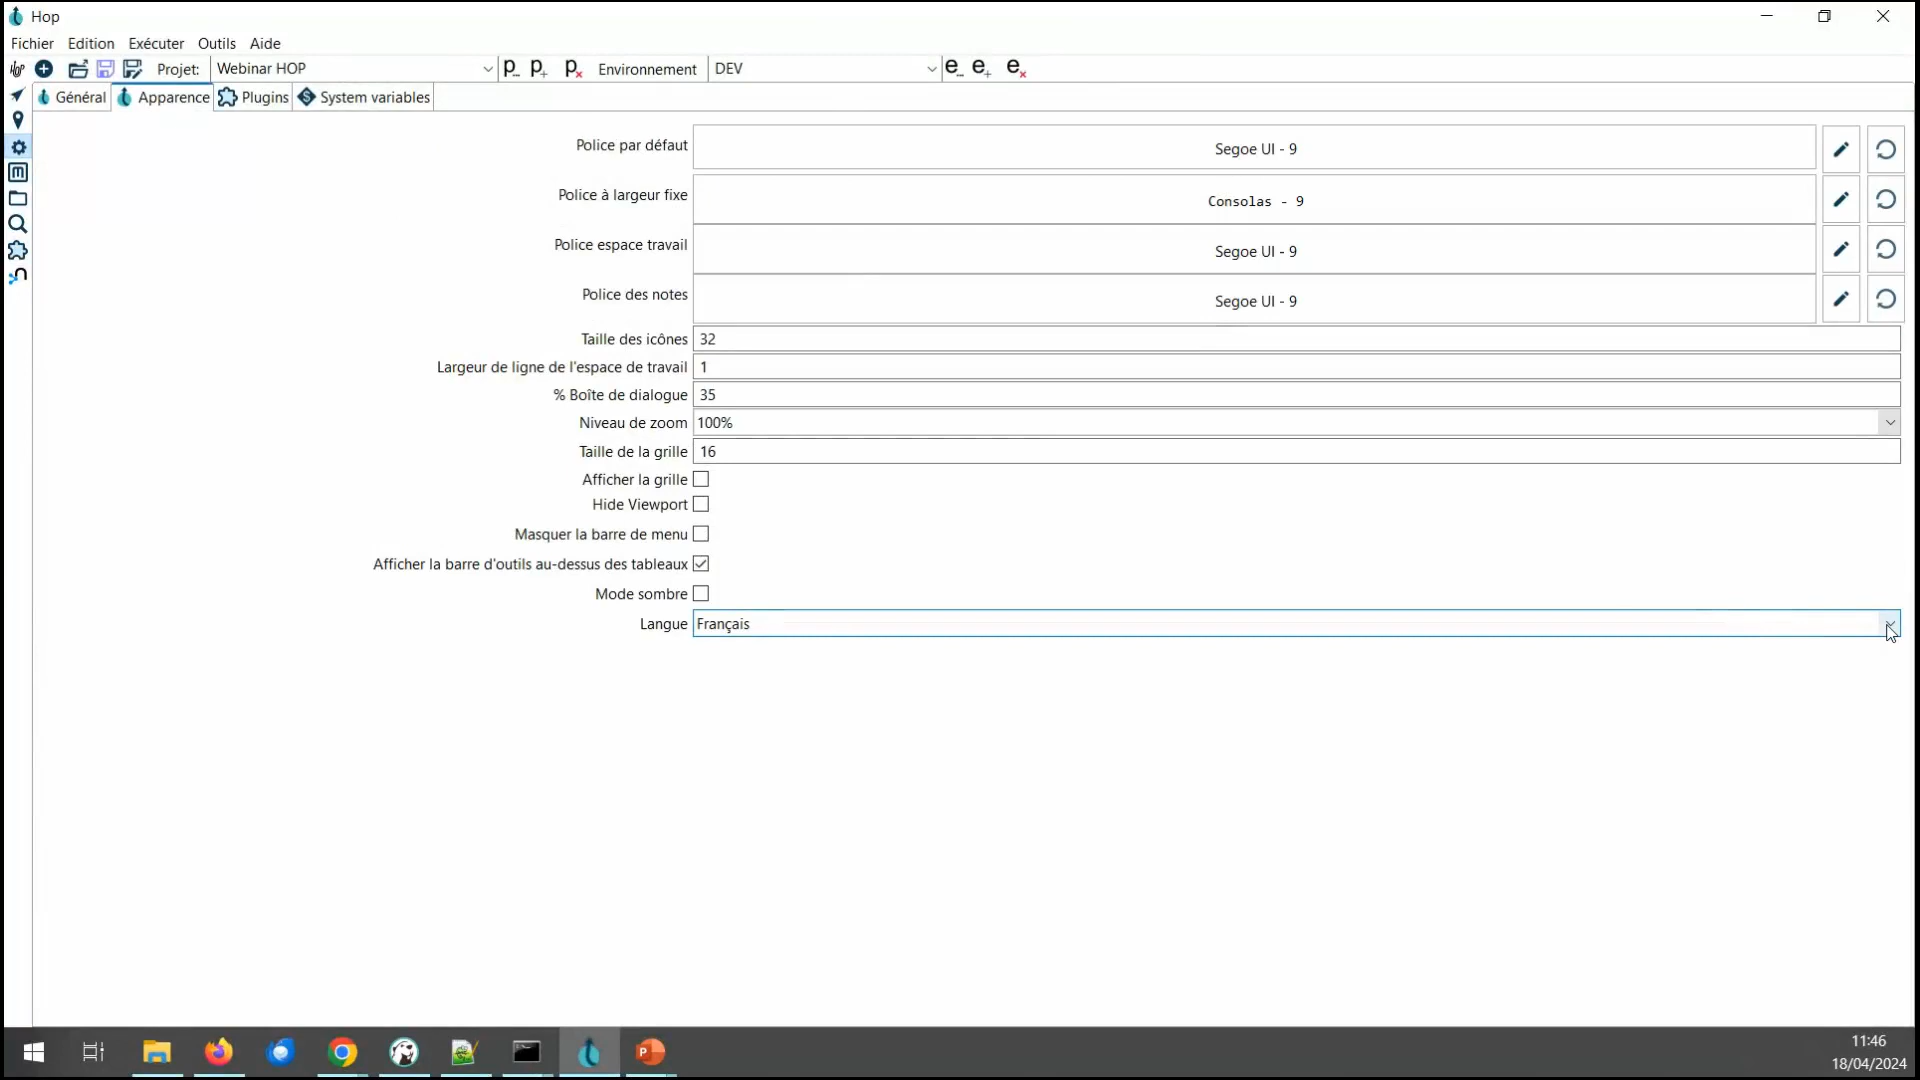 Hop
Fichier Edition Exécuter Outils Aide
Projet: Webinar HOP Environnement DEV
Général Apparence Plugins System variables
Police par défaut Segoe UI - 9
Police à largeur fixe Consolas - 9
Police espace travail Segoe UI - 9
Police des notes Segoe UI - 9
Taille des icônes 32
Largeur de ligne de l'espace de travail 1
% Boîte de dialogue 35
Niveau de zoom 100%
Taille de la grille 16
Afficher la grille
Hide Viewport
Masquer la barre de menu
Afficher la barre d'outils au-dessus des tableaux
Mode sombre
Langue Français
11:46
18/04/2024